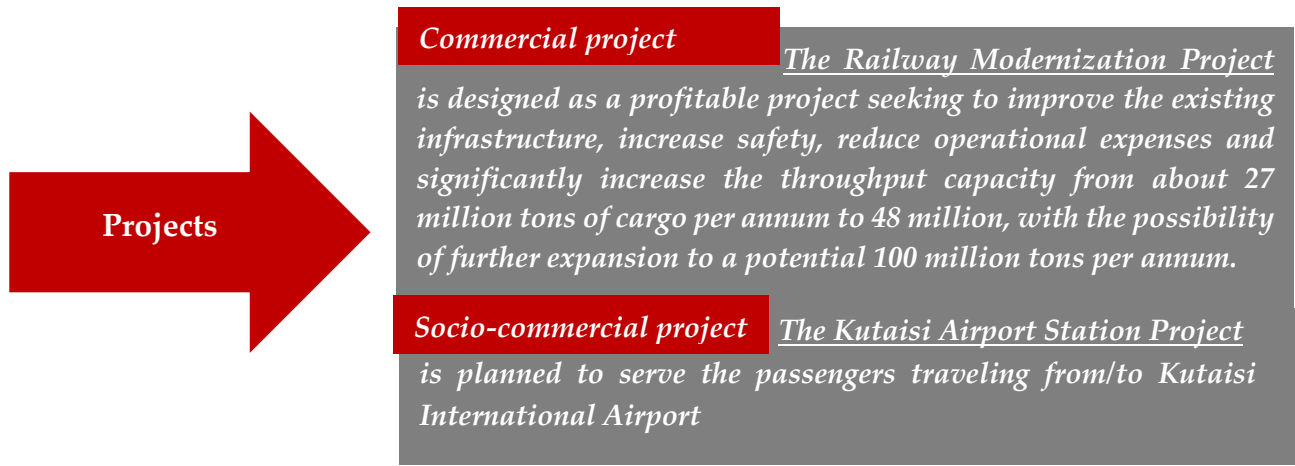 Projects
Commercial project
The Railway Modernization Project
is designed as a profitable project seeking to improve the existing
infrastructure, increase safety, reduce operational expenses and
significantly increase the throughput capacity from about 27
million tons of cargo per annum to 48 million, with the possibility
of further expansion to a potential 100 million tons per annum.
Socio-commercial project
The Kutaisi Airport Station Project
is planned to serve the passengers traveling from/to Kutaisi
International Airport